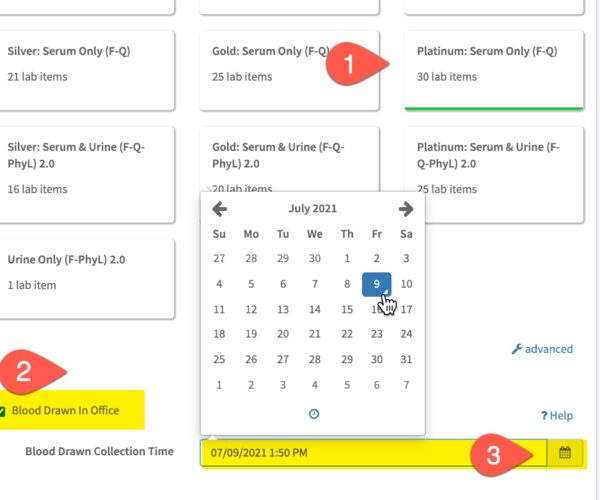 Silver: Serum Only (F-Q)
21 lab items
Gold: Serum Only (F-Q)
25 lab items
1
Platinum: Serum Only (F-Q)
30 lab items
Silver: Serum & Urine (F-Q-
PhyL) 2.0
16 lab items
Gold: Serum & Urine (F-Q-
PhyL) 2.0
20 lab items
Platinum: Serum & Urine (F-
Q-PhyL) 2.0
25 lab items
Urine Only (F-PhyL) 2.0
1 lab item
July 2021
Su Mo Tu We Th Fr Sa
27 28 29 30 1 2 3
4 5 6 7 8 9 10
11 12 13 14 15 16 17
18 19 20 21 22 23 24
25 26 27 28 29 30 31
1 2 3 4 5 6 7
advanced
2
Blood Drawn In Office
? Help
Blood Drawn Collection Time
07/09/2021 1:50 PM
3